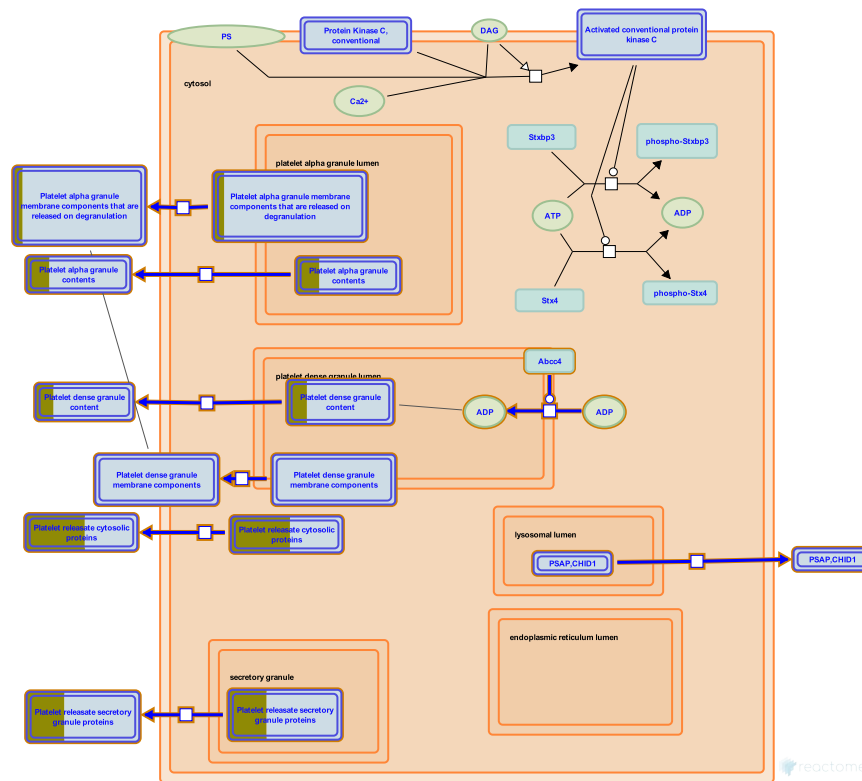 PS
Protein Kinase C,
conventional
DAG
Activated conventional protein
kinase C
cytosol
Ca2+
Stxbp3
phospho-Stxbp3
platelet alpha granule lumen
Platelet alpha granule
membrane components that are
released on degranulation
Platelet alpha granule membrane
components that are released on
degranulation
ATP
ADP
Platelet alpha granule
contents
Platelet alpha granule
contents
Stx4
phospho-Stx4
platelet dense granule lumen
Abcc4
Platelet dense granule
content
Platelet dense granule
content
ADP
ADP
Platelet dense granule
membrane components
Platelet dense granule
membrane components
Platelet releasate cytosolic
proteins
Platelet releasate cytosolic
proteins
lysosomal lumen
PSAP,CHID1
PSAP,CHID1
endoplasmic reticulum lumen
secretory granule
Platelet releasate secretory
granule proteins
Platelet releasate secretory
granule proteins
reactome